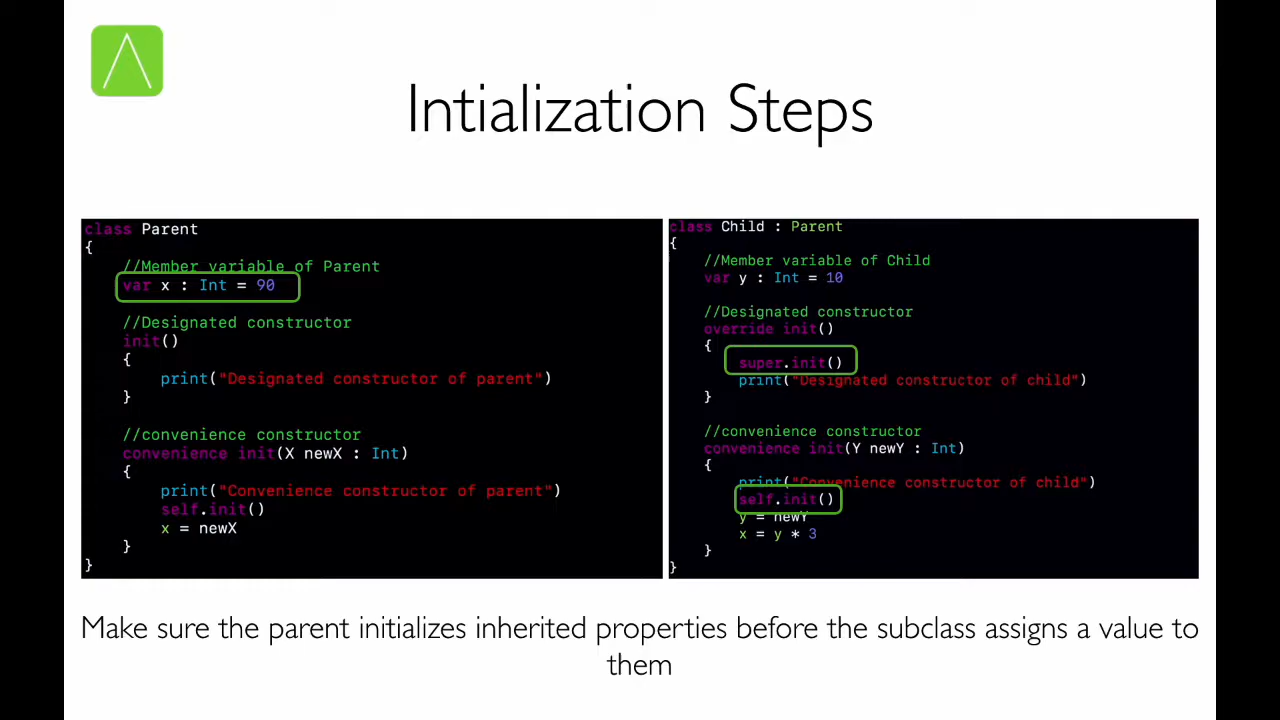 Intialization Steps
class Parent
{
//Member variable of Parent
var x : Int = 90
//Designated constructor
init()
{
print("Designated constructor of parent")
}
//convenience constructor
convenience init(X newX : Int)
{
print("Convenience constructor of parent")
self.init()
x = newX
}
}
class Child : Parent
{
//Member variable of Child
var y : Int = 10
//Designated constructor
override init()
{
super.init()
print("Designated constructor of child")
}
//convenience constructor
convenience init(Y newY : Int)
{
print("Convenience constructor of child")
self.init()
y = newY
x = y * 3
}
}
Make sure the parent initializes inherited properties before the subclass assigns a value to
them